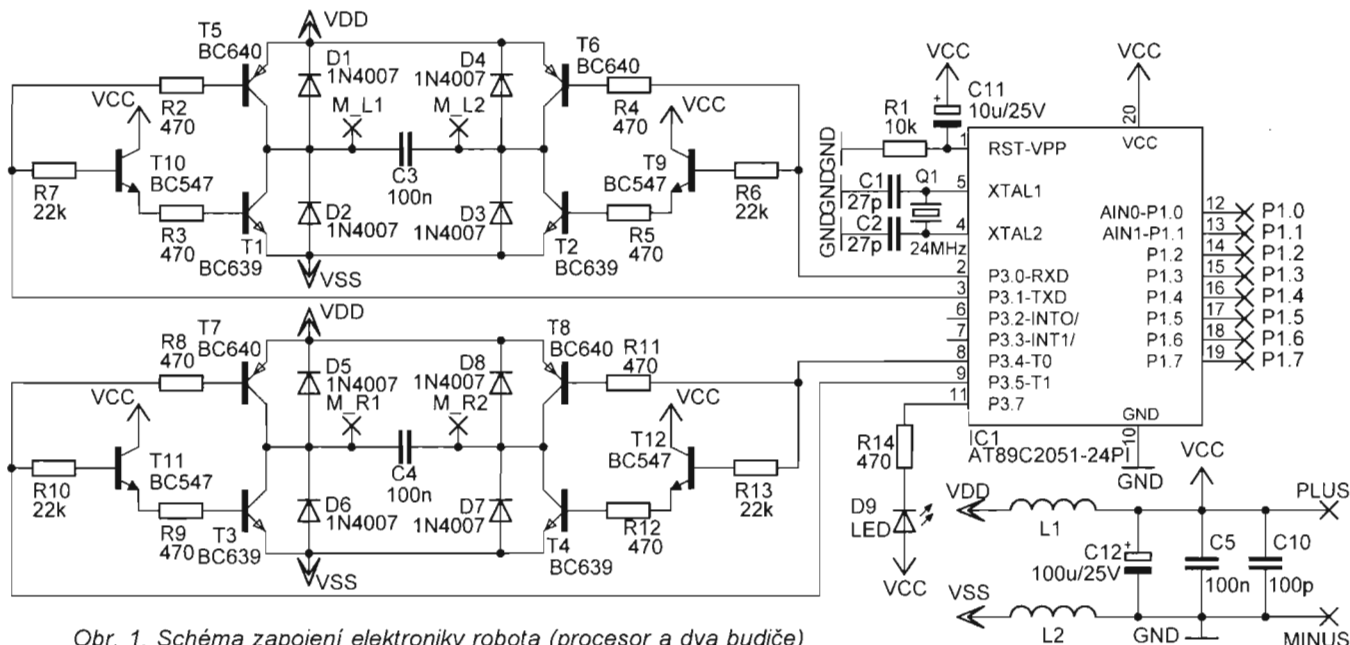 VDD
T5
BC640
R2
470
VCC
T10
BC547
R7
22k
R3
470
T1
BC639
D1
1N4007
M_L1
D4
1N4007
M_L2
C3
100n
D2
1N4007
D3
1N4007
VSS
T6
BC640
R4
470
VCC
T9
BC547
R6
22k
R5
470
T2
BC639
VDD
T7
BC640
R8
470
VCC
T11
BC547
R10
22k
R9
470
T3
BC639
D5
1N4007
M_R1
D8
1N4007
M_R2
C4
100n
D6
1N4007
D7
1N4007
VSS
T8
BC640
R11
470
VCC
T12
BC547
R13
22k
R12
470
T4
BC639
VCC
C11
10u/25V
+
R1
10k
GND
GND
GND
C1
27p
C2
27p
Q1
24MHz
VCC
20
VCC
1 RST-VPP
5 XTAL1
4 XTAL2
2 P3.0-RXD
3 P3.1-TXD
6 P3.2-INTO/
7 P3.3-INT1/
8 P3.4-T0
9 P3.5-T1
11 P3.7
AIN0-P1.0 12 P1.0
AIN1-P1.1 13 P1.1
P1.2 14 P1.2
P1.3 15 P1.3
P1.4 16 P1.4
P1.5 17 P1.5
P1.6 18 P1.6
P1.7 19 P1.7
GND
10
GND
IC1
AT89C2051-24PI
R14
470
D9
LED
VCC
VDD
L1
VCC
PLUS
C12
+
100u/25V
C5
100n
C10
100p
VSS
L2
GND
MINUS
Obr. 1. Schéma zapojení elektroniky robota (procesor a dva budiče)